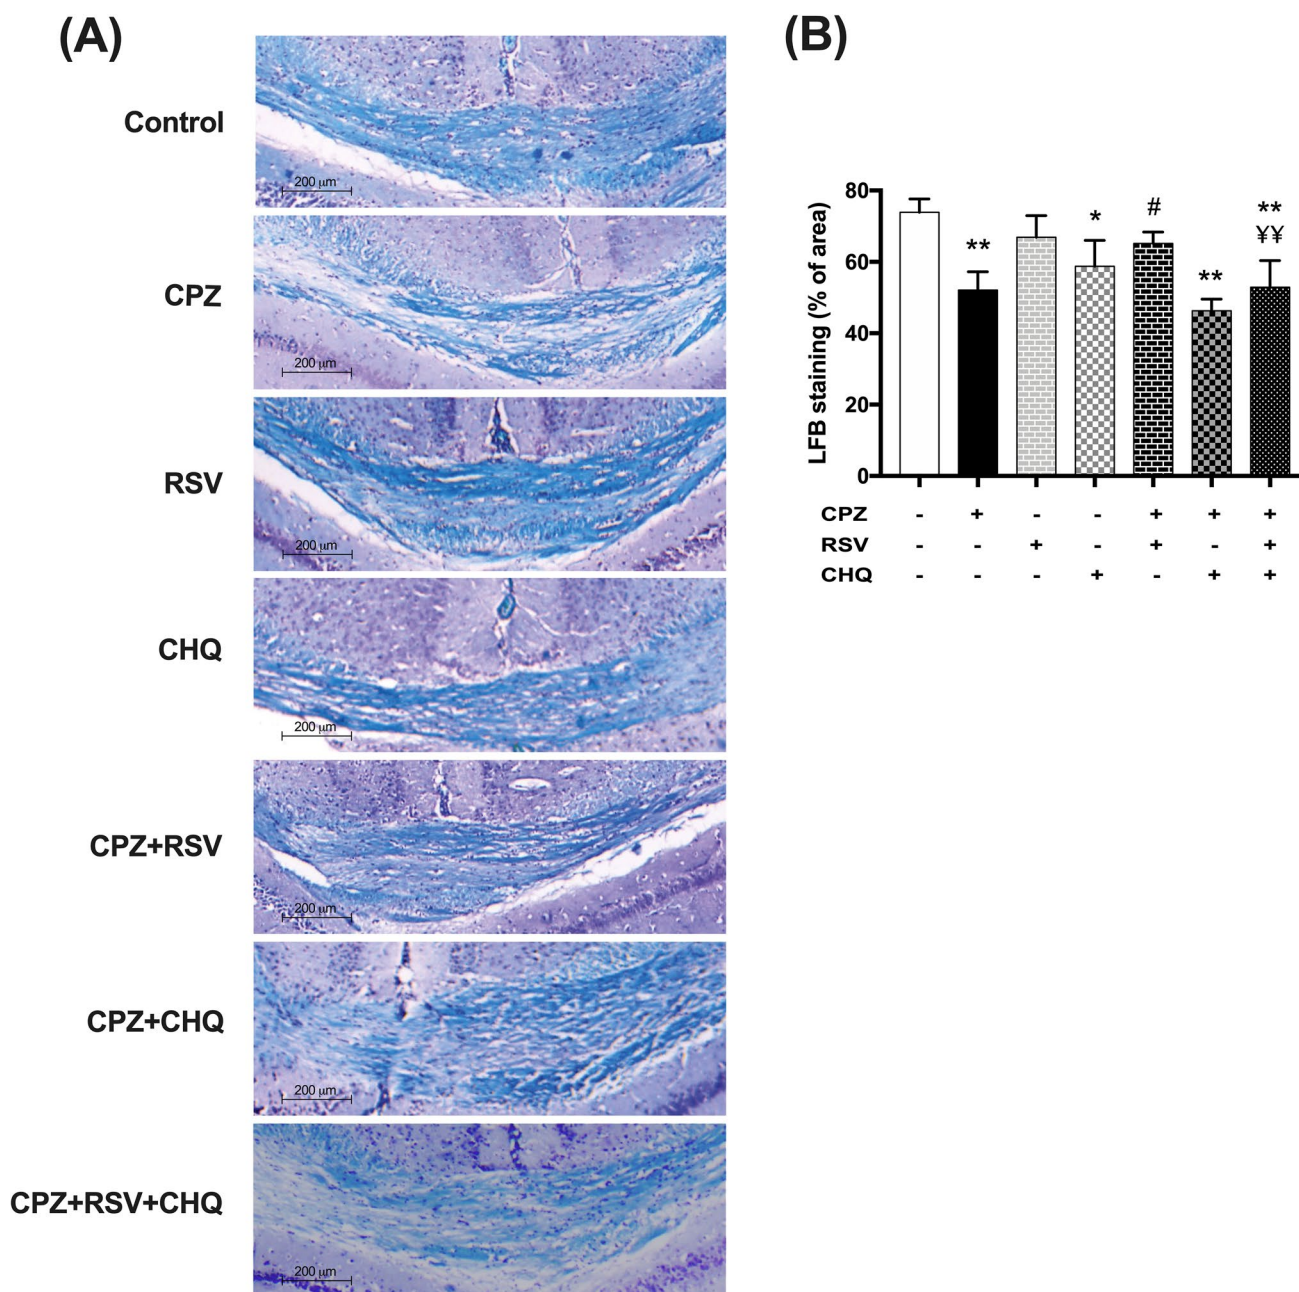 (A)
Control
200 μm
CPZ
200 μm
RSV
200 μm
CHQ
200 μm
CPZ+RSV
200 μm
CPZ+CHQ
200 μm
CPZ+RSV+CHQ
200 μm
(B)
LFB staining (% of area)
80
60
40
20
0
**
*
#
**
**
¥¥
CPZ - + - - + + +
RSV - - + - + - +
CHQ - - - + - + +